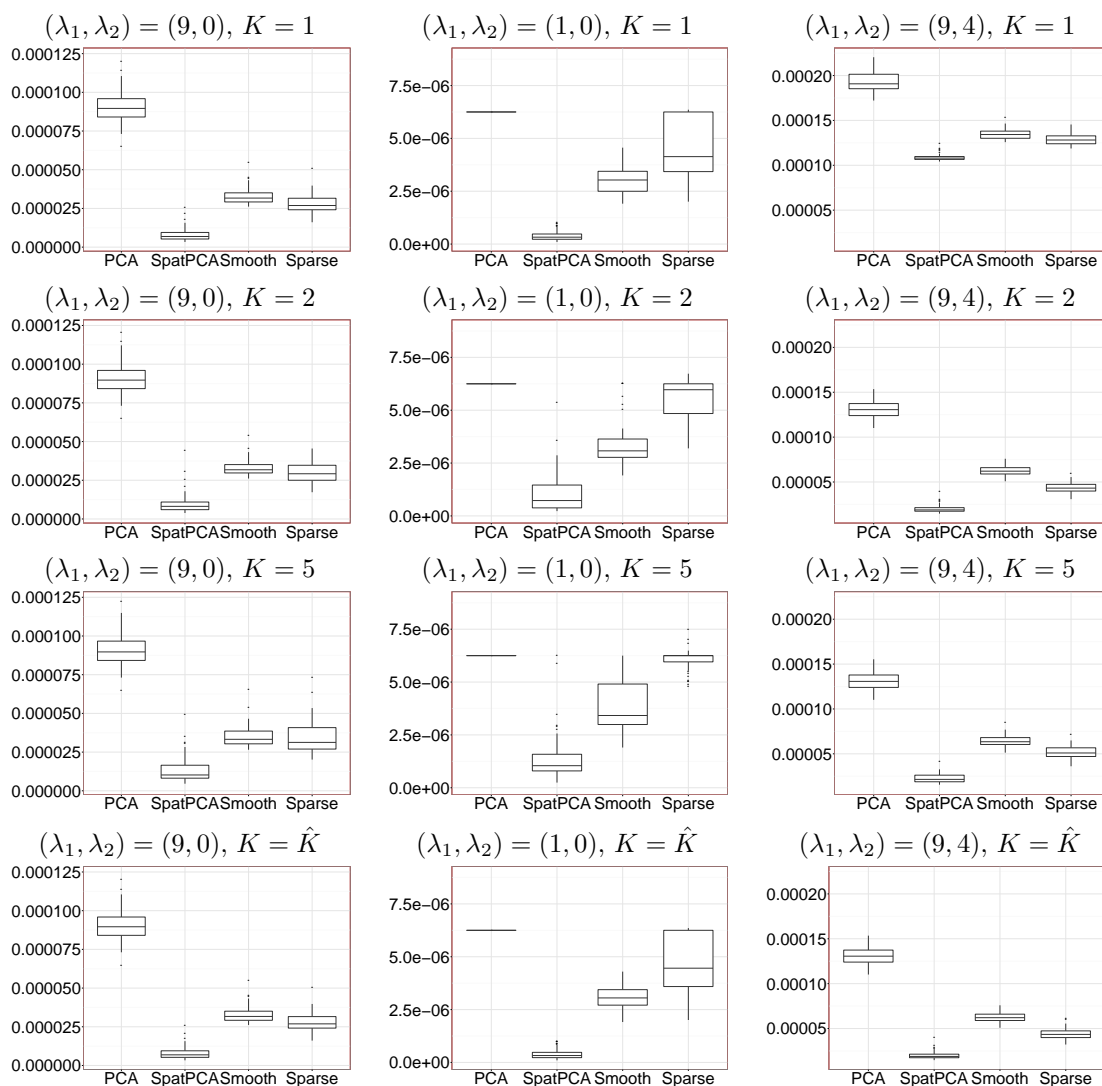 (λ₁, λ₂) = (9, 0), K = 1
0.000125
0.000100
0.000075
0.000050
0.000025
0.000000
PCA SpatPCA Smooth Sparse
(λ₁, λ₂) = (1, 0), K = 1
7.5e−06
5.0e−06
2.5e−06
0.0e+00
PCA SpatPCA Smooth Sparse
(λ₁, λ₂) = (9, 4), K = 1
0.00020
0.00015
0.00010
0.00005
PCA SpatPCA Smooth Sparse
(λ₁, λ₂) = (9, 0), K = 2
0.000125
0.000100
0.000075
0.000050
0.000025
0.000000
PCA SpatPCA Smooth Sparse
(λ₁, λ₂) = (1, 0), K = 2
7.5e−06
5.0e−06
2.5e−06
0.0e+00
PCA SpatPCA Smooth Sparse
(λ₁, λ₂) = (9, 4), K = 2
0.00020
0.00015
0.00010
0.00005
PCA SpatPCA Smooth Sparse
(λ₁, λ₂) = (9, 0), K = 5
0.000125
0.000100
0.000075
0.000050
0.000025
0.000000
PCA SpatPCA Smooth Sparse
(λ₁, λ₂) = (1, 0), K = 5
7.5e−06
5.0e−06
2.5e−06
0.0e+00
PCA SpatPCA Smooth Sparse
(λ₁, λ₂) = (9, 4), K = 5
0.00020
0.00015
0.00010
0.00005
PCA SpatPCA Smooth Sparse
(λ₁, λ₂) = (9, 0), K = K̂
0.000125
0.000100
0.000075
0.000050
0.000025
0.000000
PCA SpatPCA Smooth Sparse
(λ₁, λ₂) = (1, 0), K = K̂
7.5e−06
5.0e−06
2.5e−06
0.0e+00
PCA SpatPCA Smooth Sparse
(λ₁, λ₂) = (9, 4), K = K̂
0.00020
0.00015
0.00010
0.00005
PCA SpatPCA Smooth Sparse